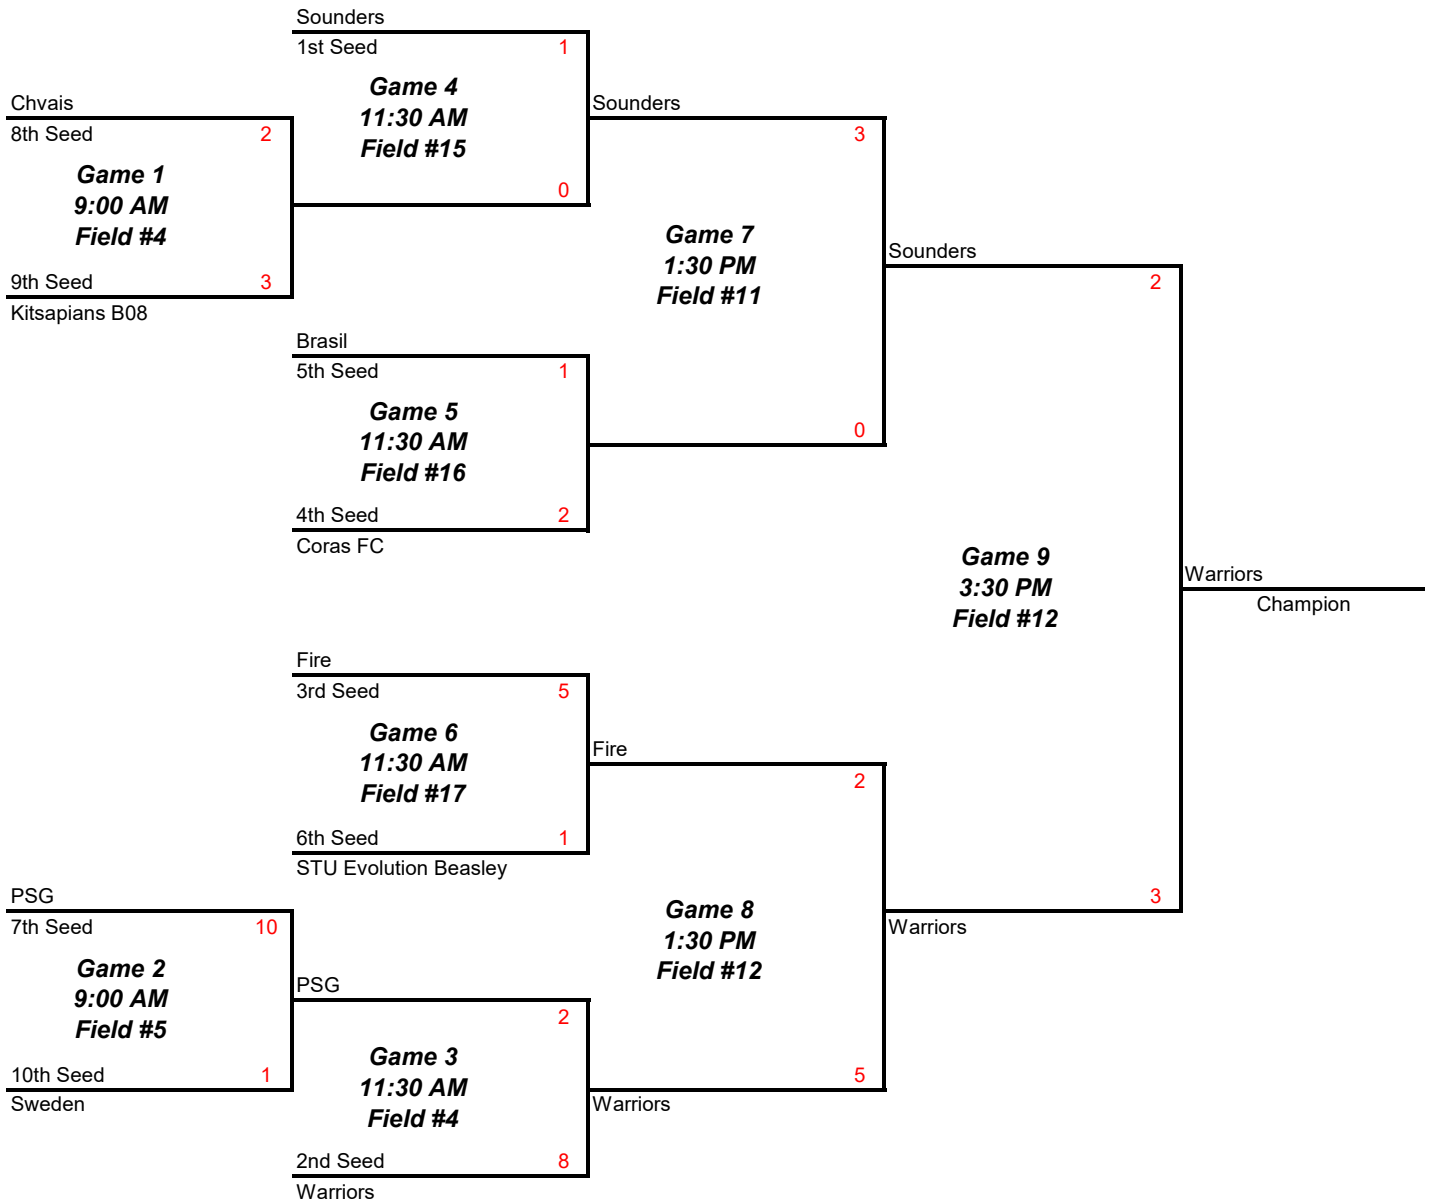 Sounders
1st Seed 1
Game 4
11:30 AM
Field #15
0
Chvais
8th Seed 2
Game 1
9:00 AM
Field #4
9th Seed 3
Kitsapians B08
Sounders
3
Game 7
1:30 PM
Field #11
0
Brasil
5th Seed 1
Game 5
11:30 AM
Field #16
4th Seed 2
Coras FC
Sounders
2
Game 9
3:30 PM
Field #12
3
Warriors
Warriors
Champion
Fire
3rd Seed 5
Game 6
11:30 AM
Field #17
6th Seed 1
STU Evolution Beasley
Fire
2
Game 8
1:30 PM
Field #12
5
Warriors
PSG
7th Seed 10
Game 2
9:00 AM
Field #5
10th Seed 1
Sweden
PSG
2
Game 3
11:30 AM
Field #4
2nd Seed 8
Warriors